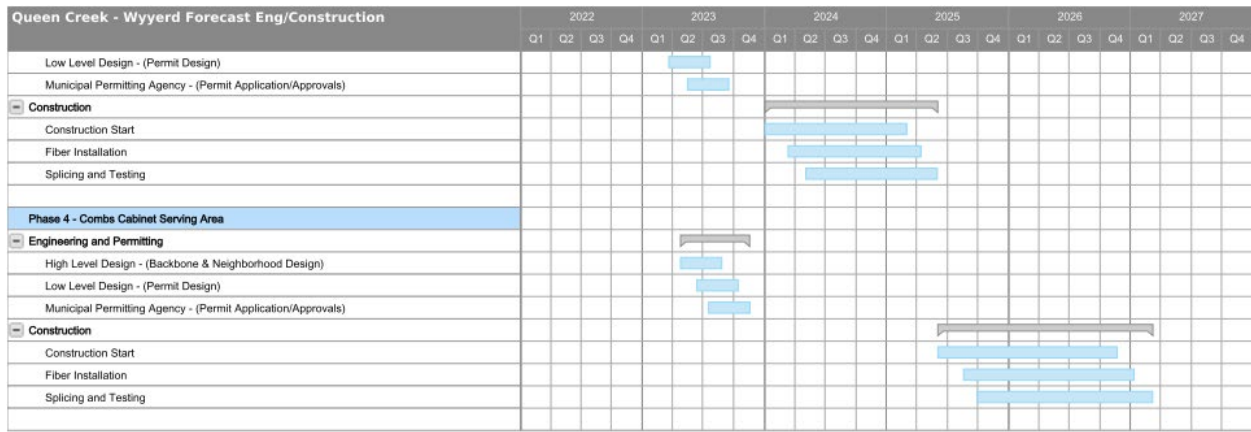 Queen Creek - Wyyerd Forecast Eng/Construction
2022 2023 2024 2025 2026 2027
Q1 Q2 Q3 Q4 Q1 Q2 Q3 Q4 Q1 Q2 Q3 Q4 Q1 Q2 Q3 Q4 Q1 Q2 Q3 Q4 Q1 Q2 Q3 Q4
Low Level Design - (Permit Design)
Municipal Permitting Agency - (Permit Application/Approvals)
Construction
Construction Start
Fiber Installation
Splicing and Testing
Phase 4 - Combs Cabinet Serving Area
Engineering and Permitting
High Level Design - (Backbone & Neighborhood Design)
Low Level Design - (Permit Design)
Municipal Permitting Agency - (Permit Application/Approvals)
Construction
Construction Start
Fiber Installation
Splicing and Testing